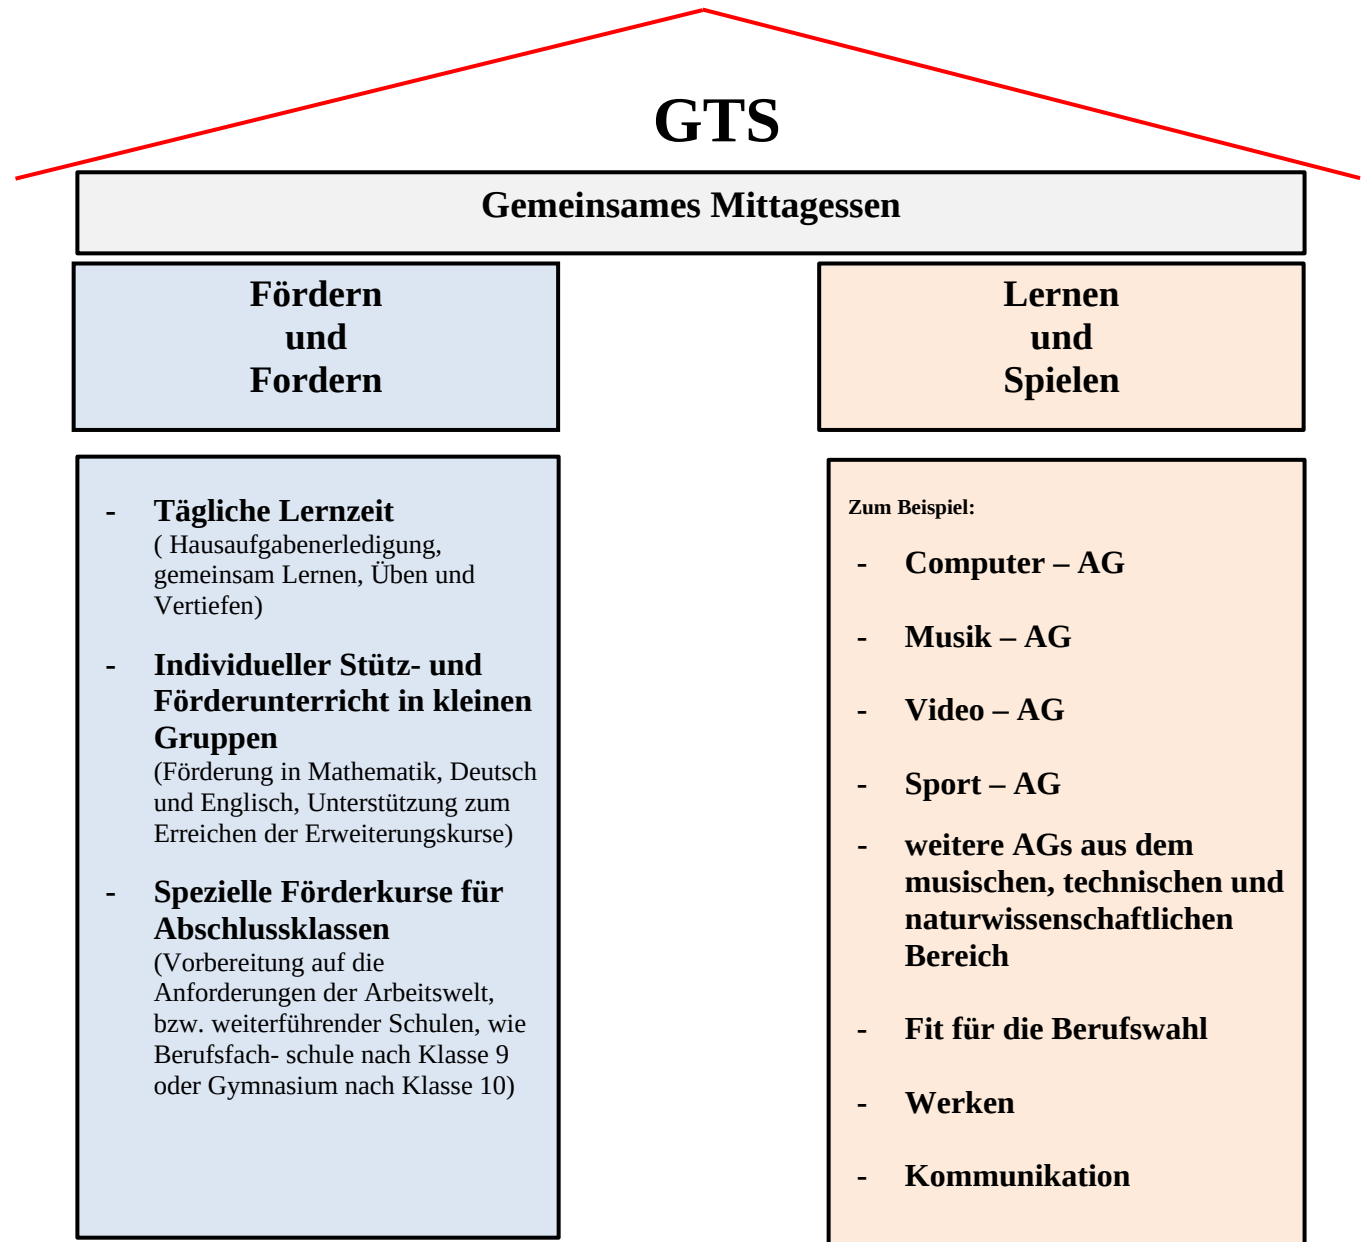 GTS
Gemeinsames Mittagessen
Fördern
und
Fordern
- Tägliche Lernzeit
( Hausaufgabenerledigung,
gemeinsam Lernen, Üben und
Vertiefen)
- Individueller Stütz- und
Förderunterricht in kleinen
Gruppen
(Förderung in Mathematik, Deutsch
und Englisch, Unterstützung zum
Erreichen der Erweiterungskurse)
- Spezielle Förderkurse für
Abschlussklassen
(Vorbereitung auf die
Anforderungen der Arbeitswelt,
bzw. weiterführender Schulen, wie
Berufsfach- schule nach Klasse 9
oder Gymnasium nach Klasse 10)
Lernen
und
Spielen
Zum Beispiel:
- Computer – AG
- Musik – AG
- Video – AG
- Sport – AG
- weitere AGs aus dem
musischen, technischen und
naturwissenschaftlichen
Bereich
- Fit für die Berufswahl
- Werken
- Kommunikation